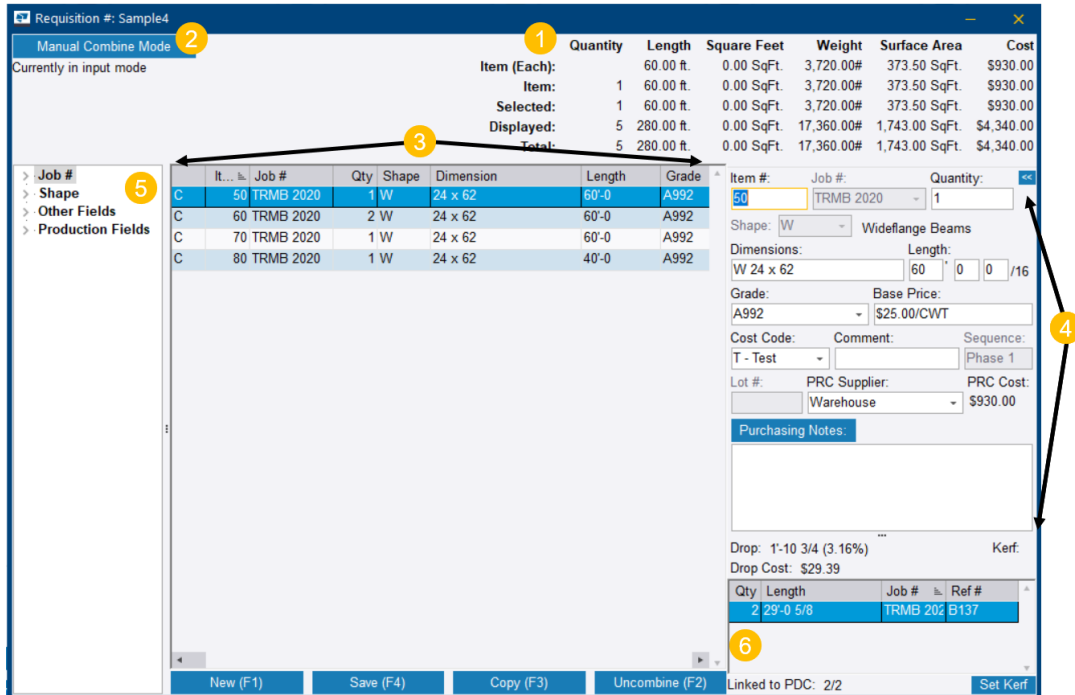 Requisition #: Sample4
Manual Combine Mode 2
Currently in input mode
1 Quantity Length Square Feet Weight Surface Area Cost
Item (Each): 60.00 ft. 0.00 SqFt. 3,720.00# 373.50 SqFt. $930.00
Item: 1 60.00 ft. 0.00 SqFt. 3,720.00# 373.50 SqFt. $930.00
Selected: 1 60.00 ft. 0.00 SqFt. 3,720.00# 373.50 SqFt. $930.00
Displayed: 5 280.00 ft. 0.00 SqFt. 17,360.00# 1,743.00 SqFt. $4,340.00
Total: 5 280.00 ft. 0.00 SqFt. 17,360.00# 1,743.00 SqFt. $4,340.00
3
Job #
Shape
Other Fields
Production Fields
5
It... Job # Qty Shape Dimension Length Grade
C 50 TRMB 2020 1 W 24 x 62 60'-0 A992
C 60 TRMB 2020 2 W 24 x 62 60'-0 A992
C 70 TRMB 2020 1 W 24 x 62 60'-0 A992
C 80 TRMB 2020 1 W 24 x 62 40'-0 A992
Item #: Job #: Quantity: <<
50 TRMB 2020 1
Shape: W Wideflange Beams
Dimensions: Length:
W 24 x 62 60 ' 0 0 /16
Grade: Base Price:
A992 $25.00/CWT
4
Cost Code: Comment: Sequence:
T - Test Phase 1
Lot #: PRC Supplier: PRC Cost:
Warehouse $930.00
Purchasing Notes:
Drop: 1'-10 3/4 (3.16%) Kerf:
Drop Cost: $29.39
Qty Length Job # Ref #
2 29'-0 5/8 TRMB 202 B137
6
New (F1) Save (F4) Copy (F3) Uncombine (F2)
Linked to PDC: 2/2 Set Kerf